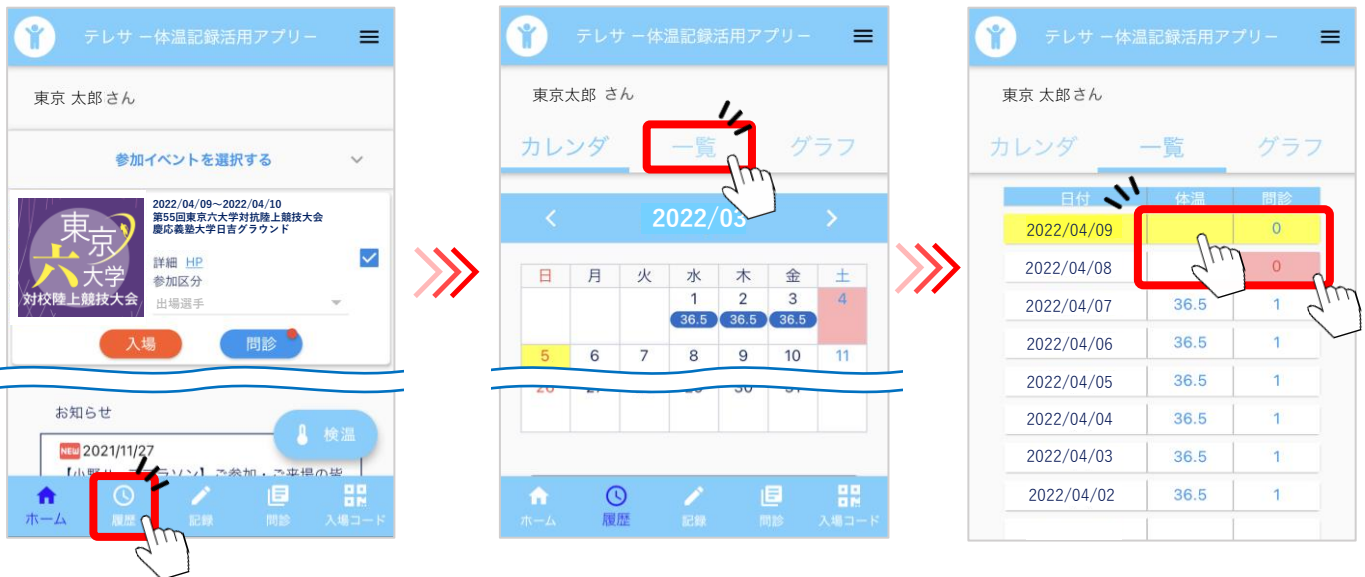 テレサ ー体温記録活用アプリー
東京 太郎さん
参加イベントを選択する
東京
六大学
対校陸上競技大会
2022/04/09〜2022/04/10
第55回東京六大学対抗陸上競技大会
慶応義塾大学日吉グラウンド
詳細 HP
参加区分
出場選手
入場 問診
お知らせ
検温
NEW 2021/11/27
ご参加・ご来場の皆
ホーム 履歴 記録 問診 入場コード
テレサ ー体温記録活用アプリー
東京太郎 さん
カレンダ 一覧 グラフ
< 2022/03 >
日 月 火 水 木 金 土
1 2 3 4
36.5 36.5 36.5
5 6 7 8 9 10 11
ホーム 履歴 記録 問診 入場コード
テレサ ー体温記録活用アプリー
東京 太郎さん
カレンダ 一覧 グラフ
日付 体温 問診
2022/04/09 0
2022/04/08 0
2022/04/07 36.5 1
2022/04/06 36.5 1
2022/04/05 36.5 1
2022/04/04 36.5 1
2022/04/03 36.5 1
2022/04/02 36.5 1